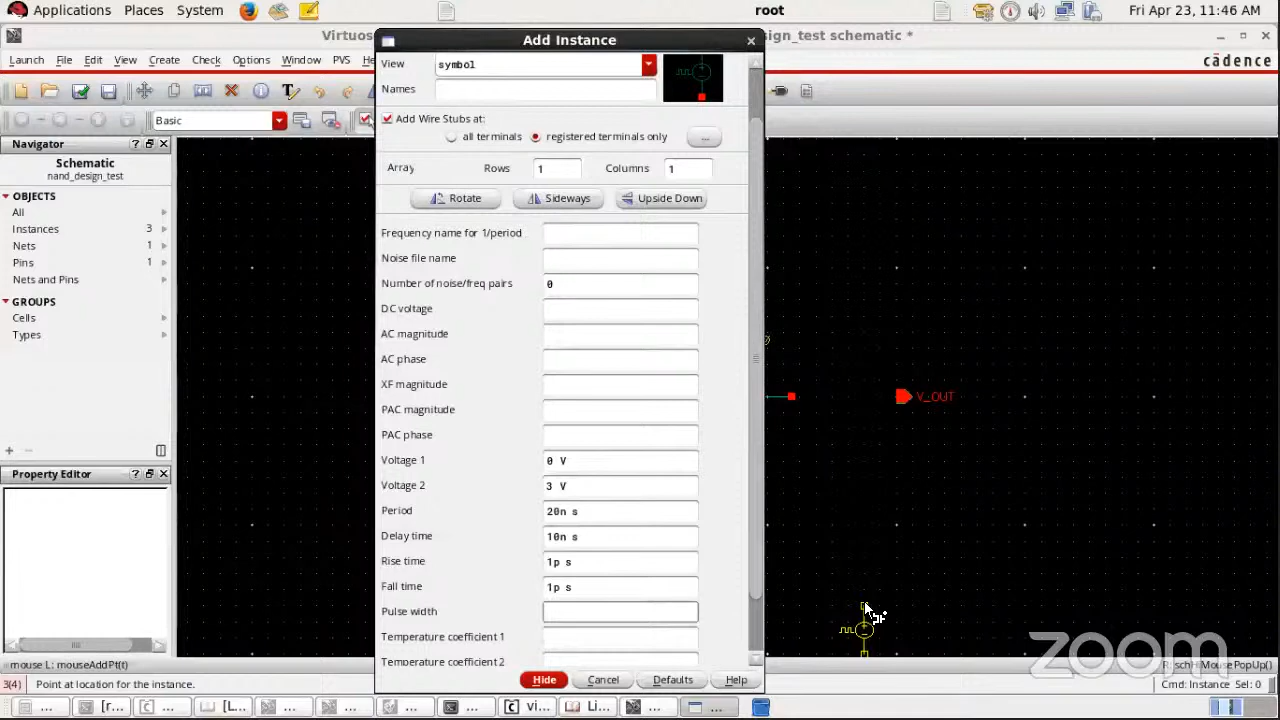 Applications Places System root Fri Apr 23, 11:46 AM
Virtuos Add Instance sign_test schematic *
Launch File Edit View Create Check Options Window PVS cādence
View symbol
Names
Basic
Add Wire Stubs at:
all terminals registered terminals only ...
Navigator
Schematic
nand_design_test
Array Rows 1 Columns 1
OBJECTS
All
Instances 3
Nets 1
Pins 1
Nets and Pins
GROUPS
Cells
Types
Rotate Sideways Upside Down
Frequency name for 1/period
Noise file name
Number of noise/freq pairs 0
DC voltage
AC magnitude
AC phase
XF magnitude
PAC magnitude
PAC phase
V_OUT
Voltage 1 0 V
Voltage 2 3 V
Period 20n s
Delay time 10n s
Rise time 1p s
Fall time 1p s
Pulse width
Temperature coefficient 1
Temperature coefficient 2
Property Editor
Hide Cancel Defaults Help
zoom
mouse L: mouseAddPt(t)
3(4) Point at location for the instance. Cmd: Instance Sel: 0
... [r... [C ... [L... ... ... ... ... C vi... Li... ... ...